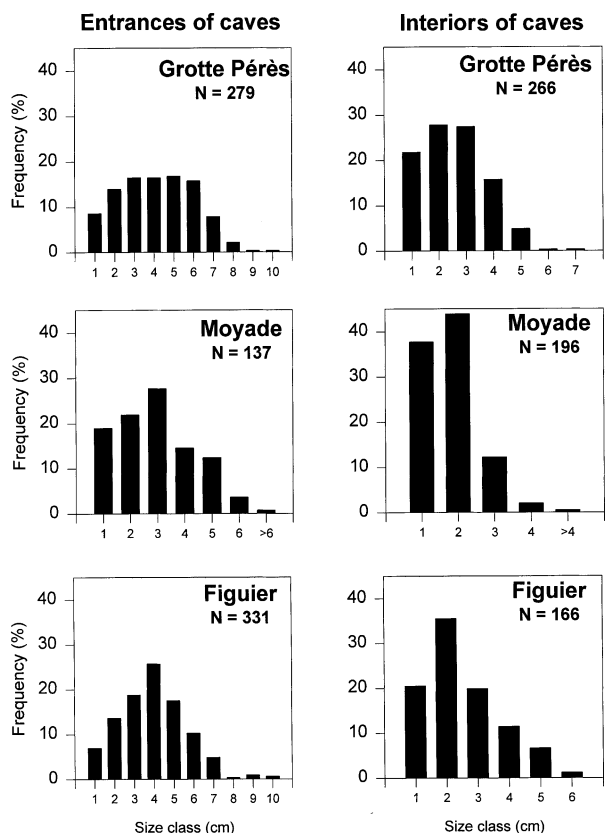 Entrances of caves
Interiors of caves
Grotte Pérès
N = 279
Frequency (%)
40
30
20
10
0
1 2 3 4 5 6 7 8 9 10
Grotte Pérès
N = 266
40
30
20
10
0
1 2 3 4 5 6 7
Moyade
N = 137
Frequency (%)
40
30
20
10
0
1 2 3 4 5 6 >6
Moyade
N = 196
40
30
20
10
0
1 2 3 4 >4
Figuier
N = 331
Frequency (%)
40
30
20
10
0
1 2 3 4 5 6 7 8 9 10
Size class (cm)
Figuier
N = 166
40
30
20
10
0
1 2 3 4 5 6
Size class (cm)